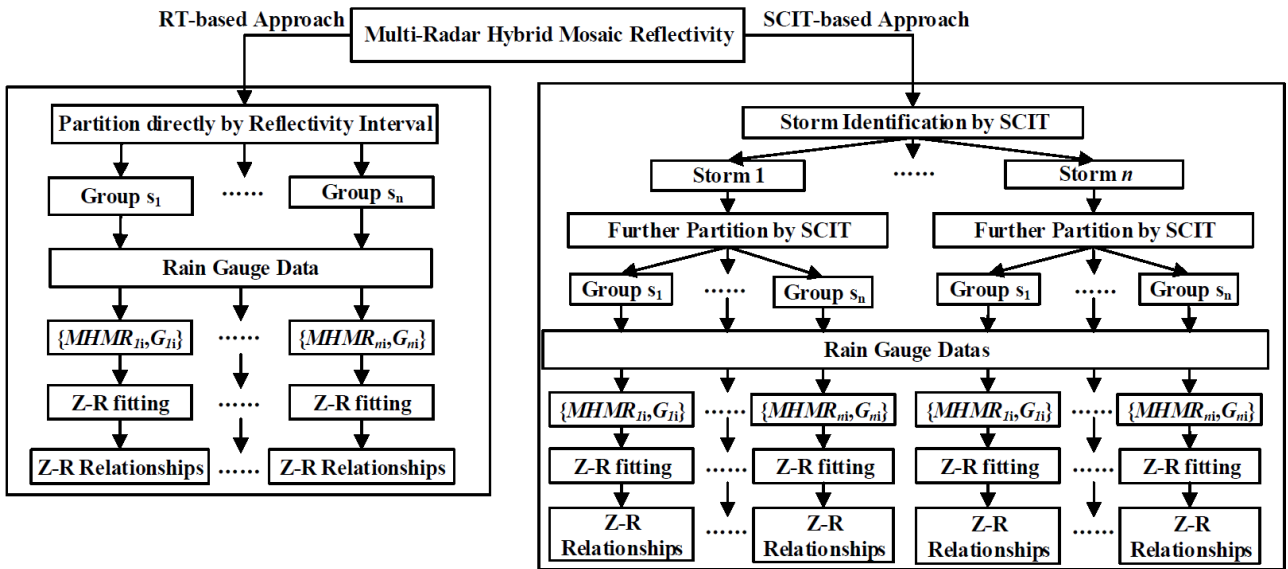 RT-based Approach
Multi-Radar Hybrid Mosaic Reflectivity
SCIT-based Approach
Partition directly by Reflectivity Interval
Group s1
……
Group sn
Rain Gauge Data
{MHMR1i,G1i}
……
{MHMRni,Gni}
Z-R fitting
……
Z-R fitting
Z-R Relationships
……
Z-R Relationships
Storm Identification by SCIT
Storm 1
……
Storm n
Further Partition by SCIT
Further Partition by SCIT
Group s1
……
Group sn
Group s1
……
Group sn
Rain Gauge Datas
{MHMR1i,G1i}
……
{MHMRni,Gni}
{MHMR1i,G1i}
……
{MHMRni,Gni}
Z-R fitting
……
Z-R fitting
Z-R fitting
……
Z-R fitting
Z-R
Relationships
……
Z-R
Relationships
Z-R
Relationships
……
Z-R
Relationships